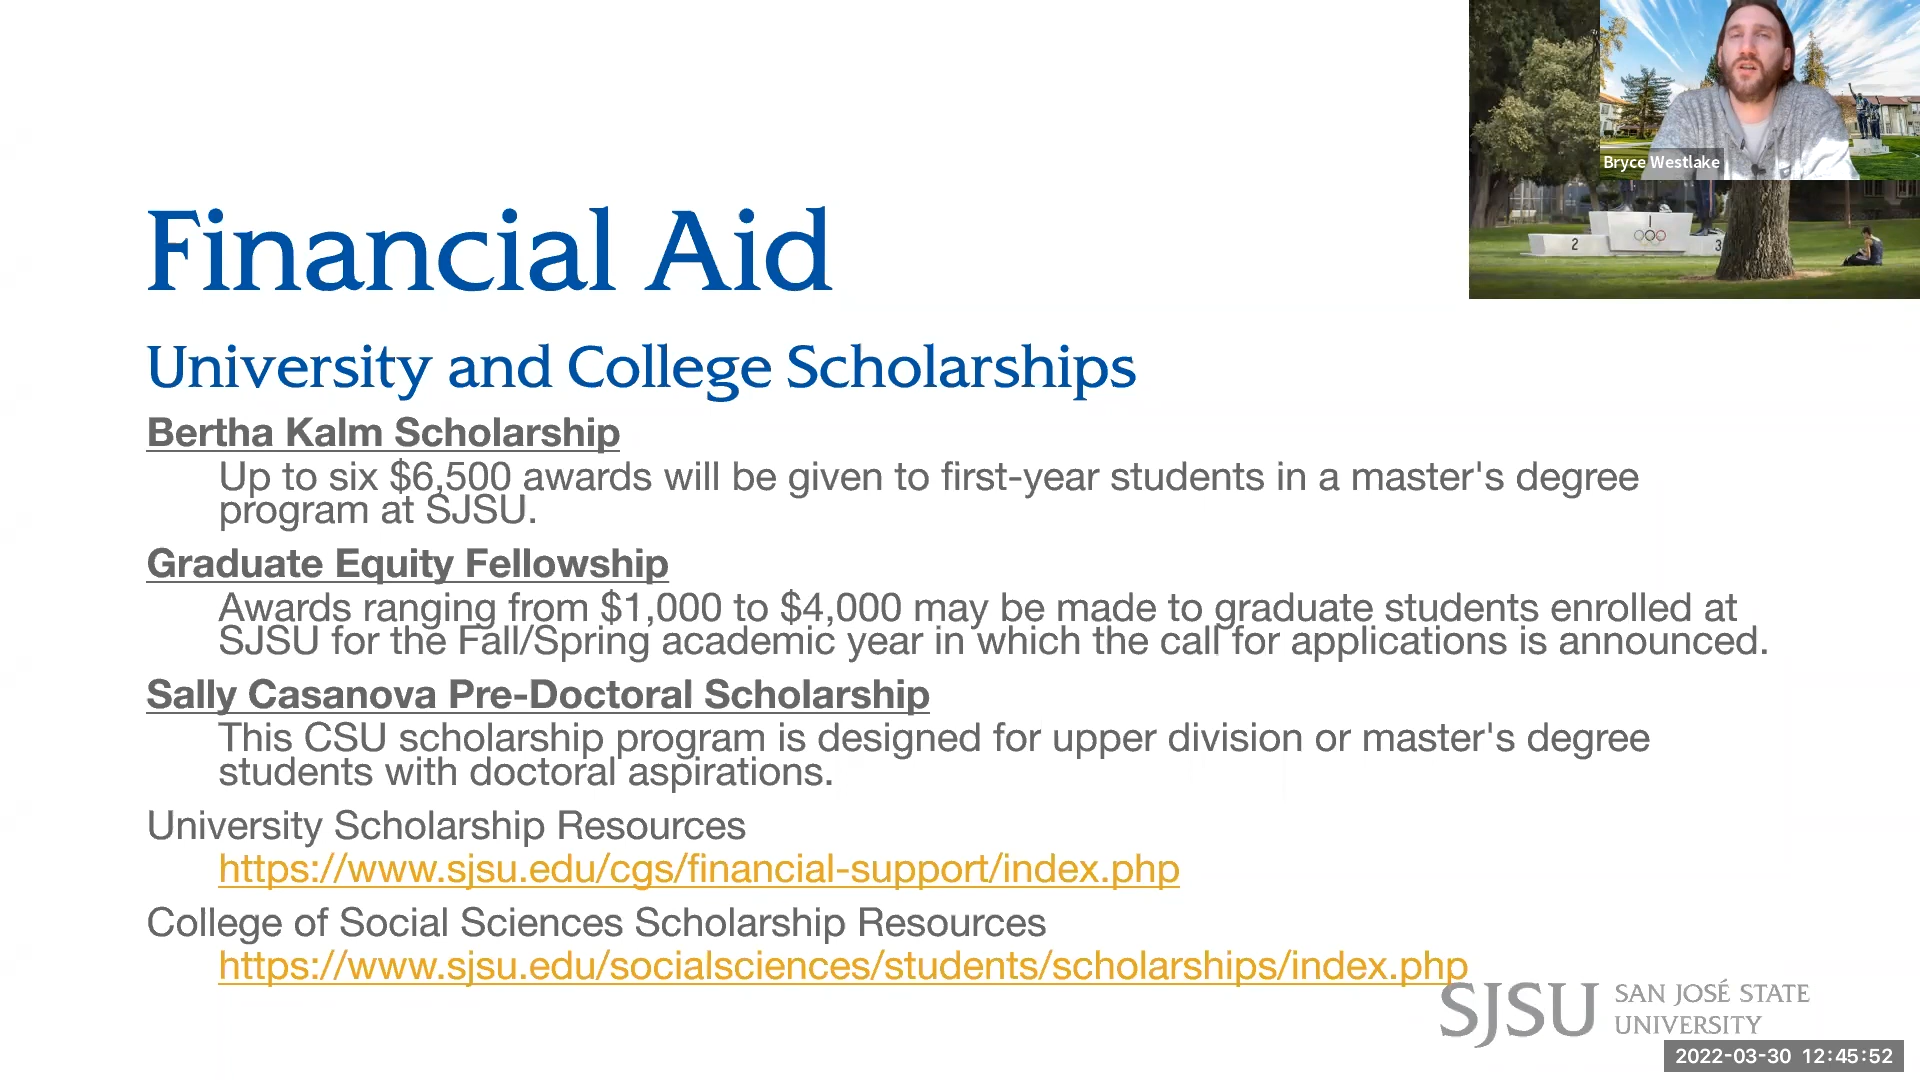 Bryce Westlake
1
2
3
Financial Aid
University and College Scholarships
Bertha Kalm Scholarship
Up to six $6,500 awards will be given to first-year students in a master's degree
program at SJSU.
Graduate Equity Fellowship
Awards ranging from $1,000 to $4,000 may be made to graduate students enrolled at
SJSU for the Fall/Spring academic year in which the call for applications is announced.
Sally Casanova Pre-Doctoral Scholarship
This CSU scholarship program is designed for upper division or master's degree
students with doctoral aspirations.
University Scholarship Resources
https://www.sjsu.edu/cgs/financial-support/index.php
College of Social Sciences Scholarship Resources
https://www.sjsu.edu/socialsciences/students/scholarships/index.php
SJSU SAN JOSÉ STATE
UNIVERSITY
2022-03-30 12:45:52